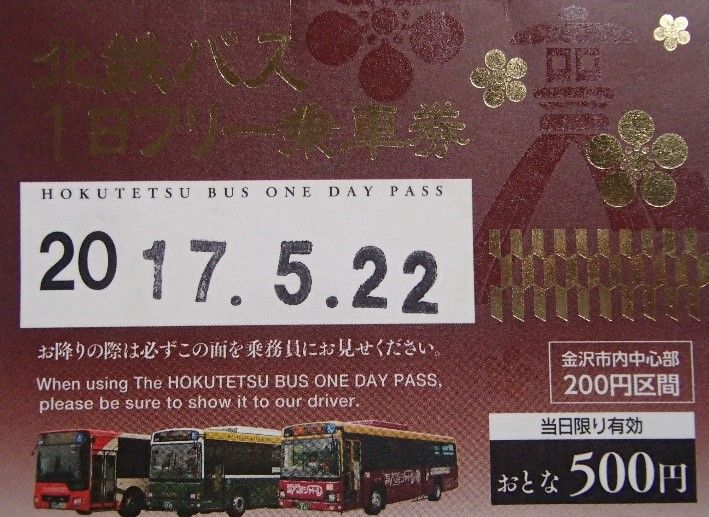 北鉄バス
1日フリー乗車券
HOKUTETSU BUS ONE DAY PASS
2017.5.22
お降りの際は必ずこの面を乗務員にお見せください。
When using The HOKUTETSU BUS ONE DAY PASS,
please be sure to show it to our driver.
金沢市内中心部
200円区間
当日限り有効
おとな 500円